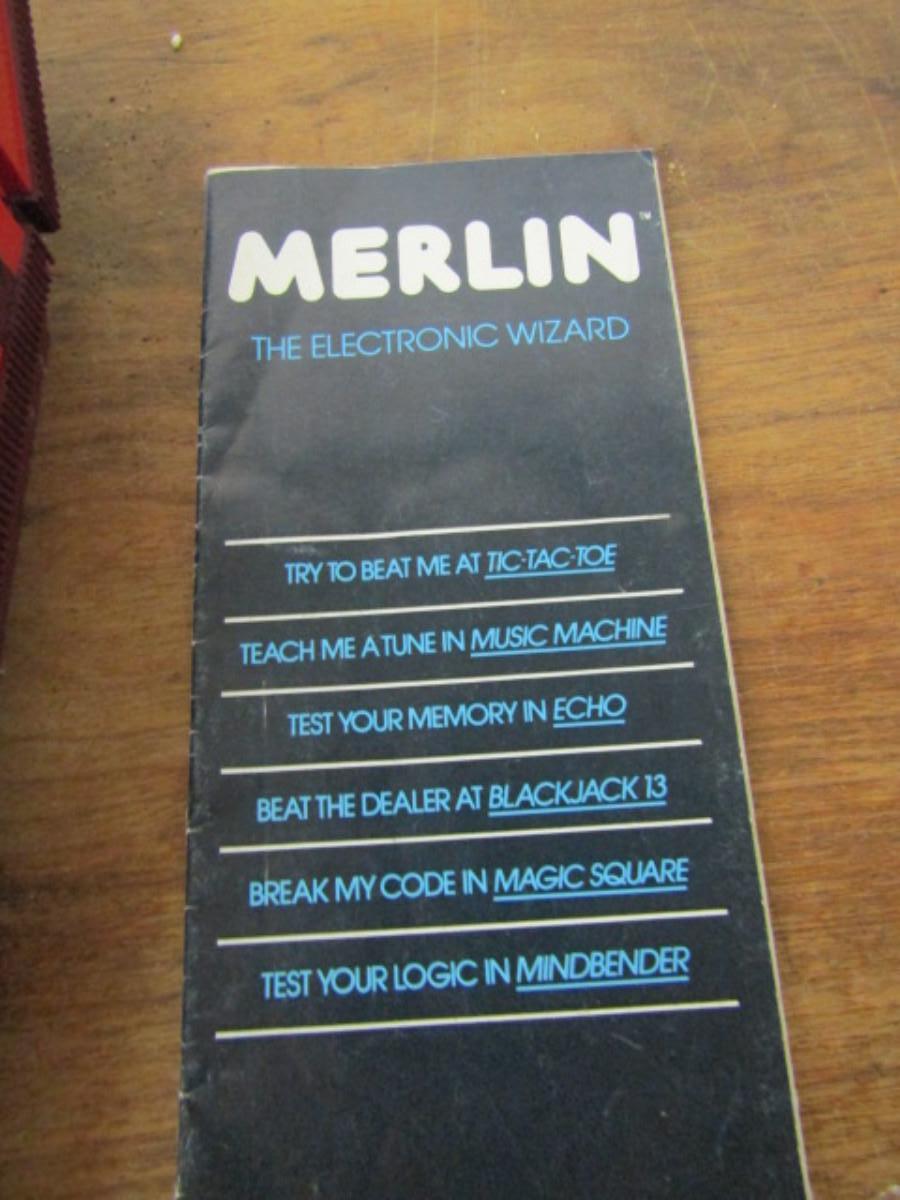 MERLIN™
THE ELECTRONIC WIZARD
TRY TO BEAT ME AT TIC-TAC-TOE
TEACH ME A TUNE IN MUSIC MACHINE
TEST YOUR MEMORY IN ECHO
BEAT THE DEALER AT BLACKJACK 13
BREAK MY CODE IN MAGIC SQUARE
TEST YOUR LOGIC IN MINDBENDER